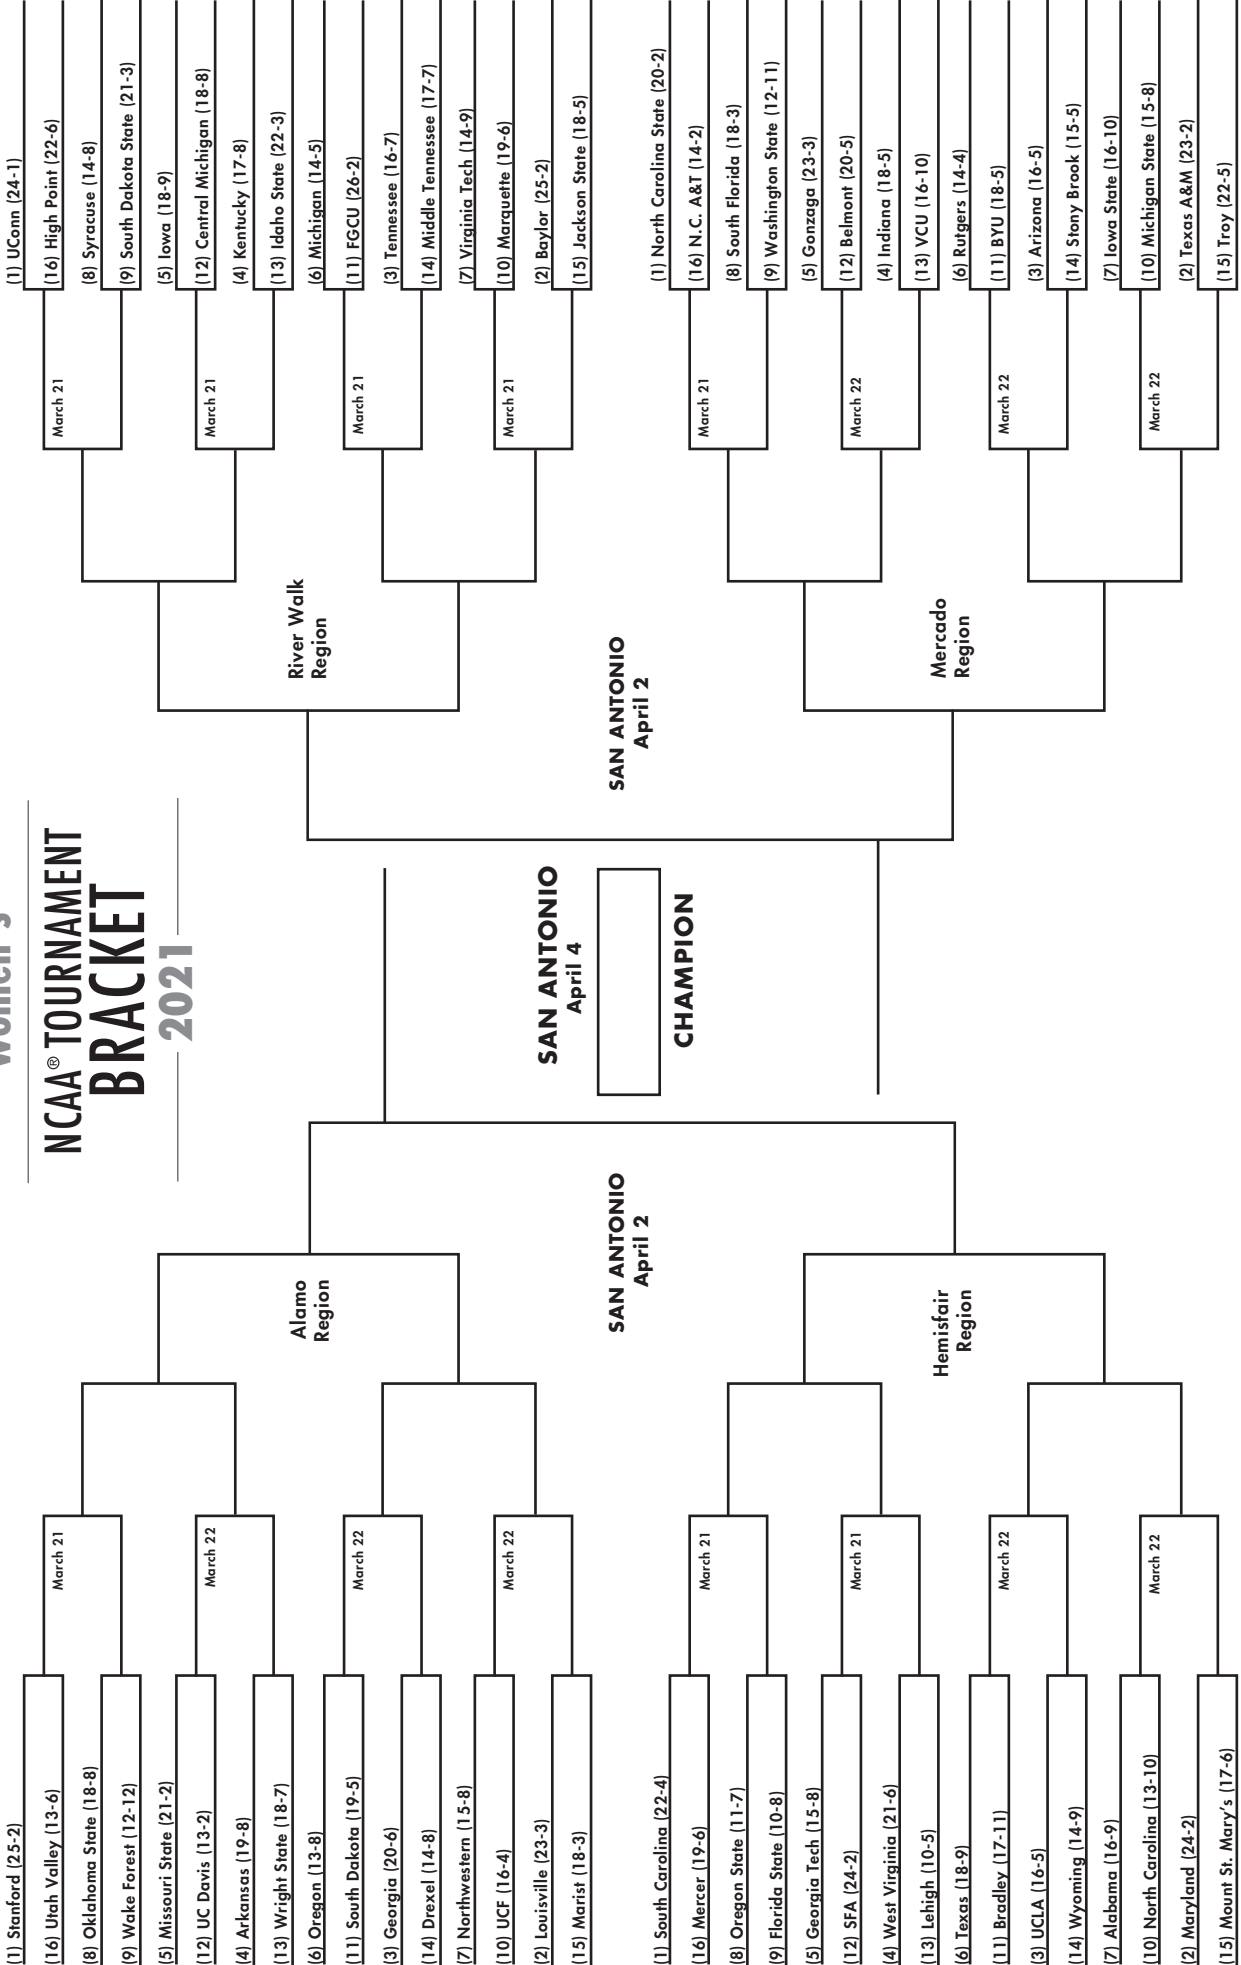 Women's
NCAA® TOURNAMENT
BRACKET
2021
(1) Stanford (25-2)
(16) Utah Valley (13-6)
(8) Oklahoma State (18-8)
(9) Wake Forest (12-12)
(5) Missouri State (21-2)
(12) UC Davis (13-2)
(4) Arkansas (19-8)
(13) Wright State (18-7)
(6) Oregon (13-8)
(11) South Dakota (19-5)
(3) Georgia (20-6)
(14) Drexel (14-8)
(7) Northwestern (15-8)
(10) UCF (16-4)
(2) Louisville (23-3)
(15) Marist (18-3)
March 21
March 22
March 22
March 22
Alamo
Region
(1) South Carolina (22-4)
(16) Mercer (19-6)
(8) Oregon State (11-7)
(9) Florida State (10-8)
(5) Georgia Tech (15-8)
(12) SFA (24-2)
(4) West Virginia (21-6)
(13) Lehigh (10-5)
(6) Texas (18-9)
(11) Bradley (17-11)
(3) UCLA (16-5)
(14) Wyoming (14-9)
(7) Alabama (16-9)
(10) North Carolina (13-10)
(2) Maryland (24-2)
(15) Mount St. Mary's (17-6)
March 21
March 21
March 22
March 22
Hemisfair
Region
SAN ANTONIO
April 2
SAN ANTONIO
April 4
CHAMPION
SAN ANTONIO
April 2
River Walk
Region
March 21
March 21
March 21
March 21
(1) UConn (24-1)
(16) High Point (22-6)
(8) Syracuse (14-8)
(9) South Dakota State (21-3)
(5) Iowa (18-9)
(12) Central Michigan (18-8)
(4) Kentucky (17-8)
(13) Idaho State (22-3)
(6) Michigan (14-5)
(11) FGCU (26-2)
(3) Tennessee (16-7)
(14) Middle Tennessee (17-7)
(7) Virginia Tech (14-9)
(10) Marquette (19-6)
(2) Baylor (25-2)
(15) Jackson State (18-5)
Mercado
Region
March 21
March 22
March 22
March 22
(1) North Carolina State (20-2)
(16) N.C. A&T (14-2)
(8) South Florida (18-3)
(9) Washington State (12-11)
(5) Gonzaga (23-3)
(12) Belmont (20-5)
(4) Indiana (18-5)
(13) VCU (16-10)
(6) Rutgers (14-4)
(11) BYU (18-5)
(3) Arizona (16-5)
(14) Stony Brook (15-5)
(7) Iowa State (16-10)
(10) Michigan State (15-8)
(2) Texas A&M (23-2)
(15) Troy (22-5)